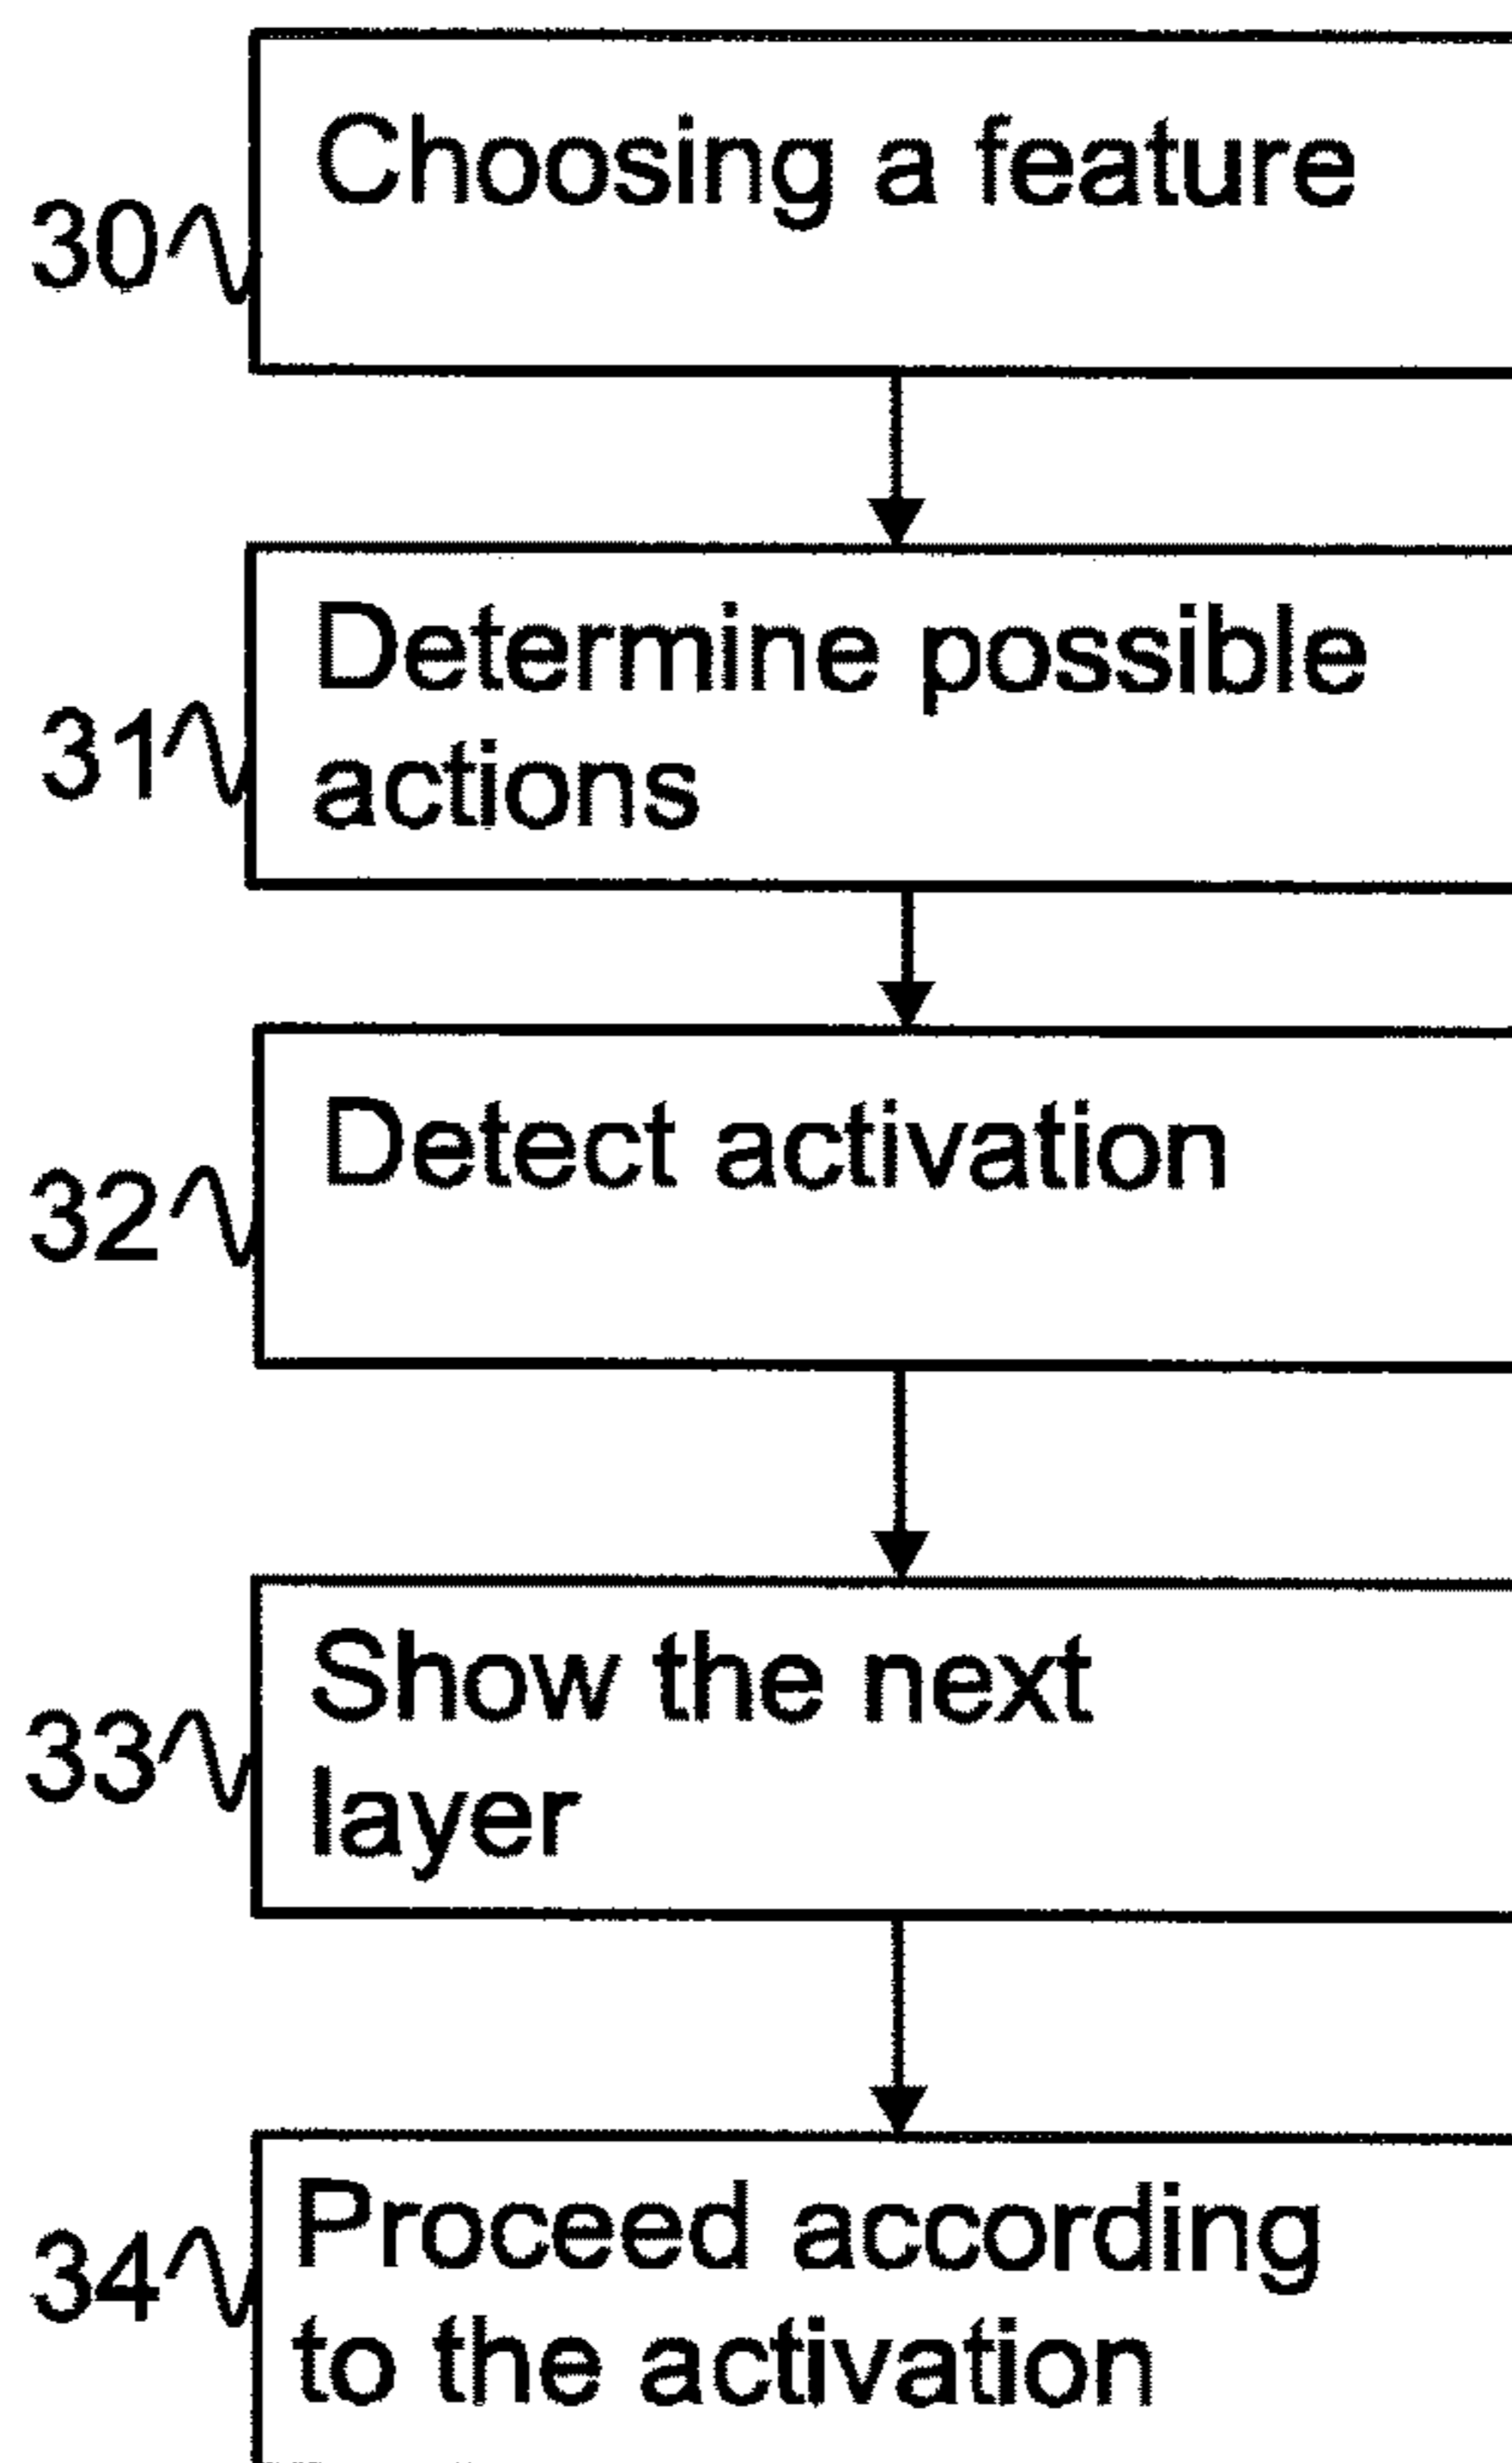 Choosing a feature
30
Determine possible
actions
31
Detect activation
32
Show the next
layer
33
Proceed according
to the activation
34